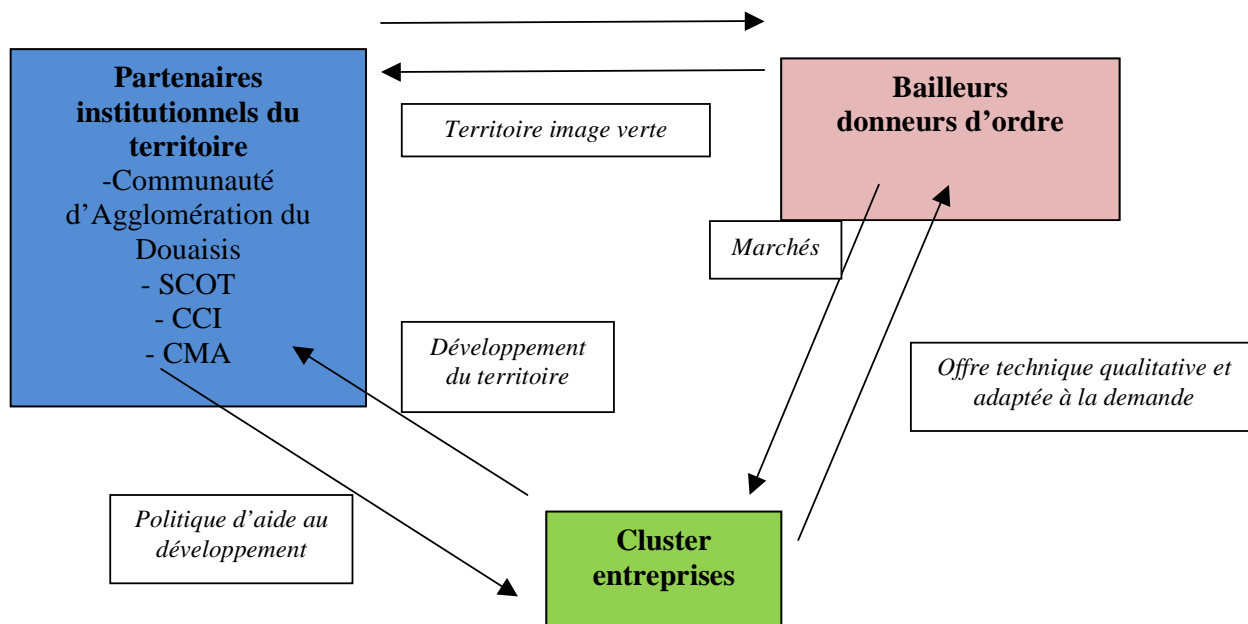 Partenaires
institutionnels du
territoire
-Communauté
d’Agglomération du
Douaisis
- SCOT
- CCI
- CMA
Territoire image verte
Bailleurs
donneurs d’ordre
Marchés
Développement
du territoire
Offre technique qualitative et
adaptée à la demande
Politique d’aide au
développement
Cluster
entreprises